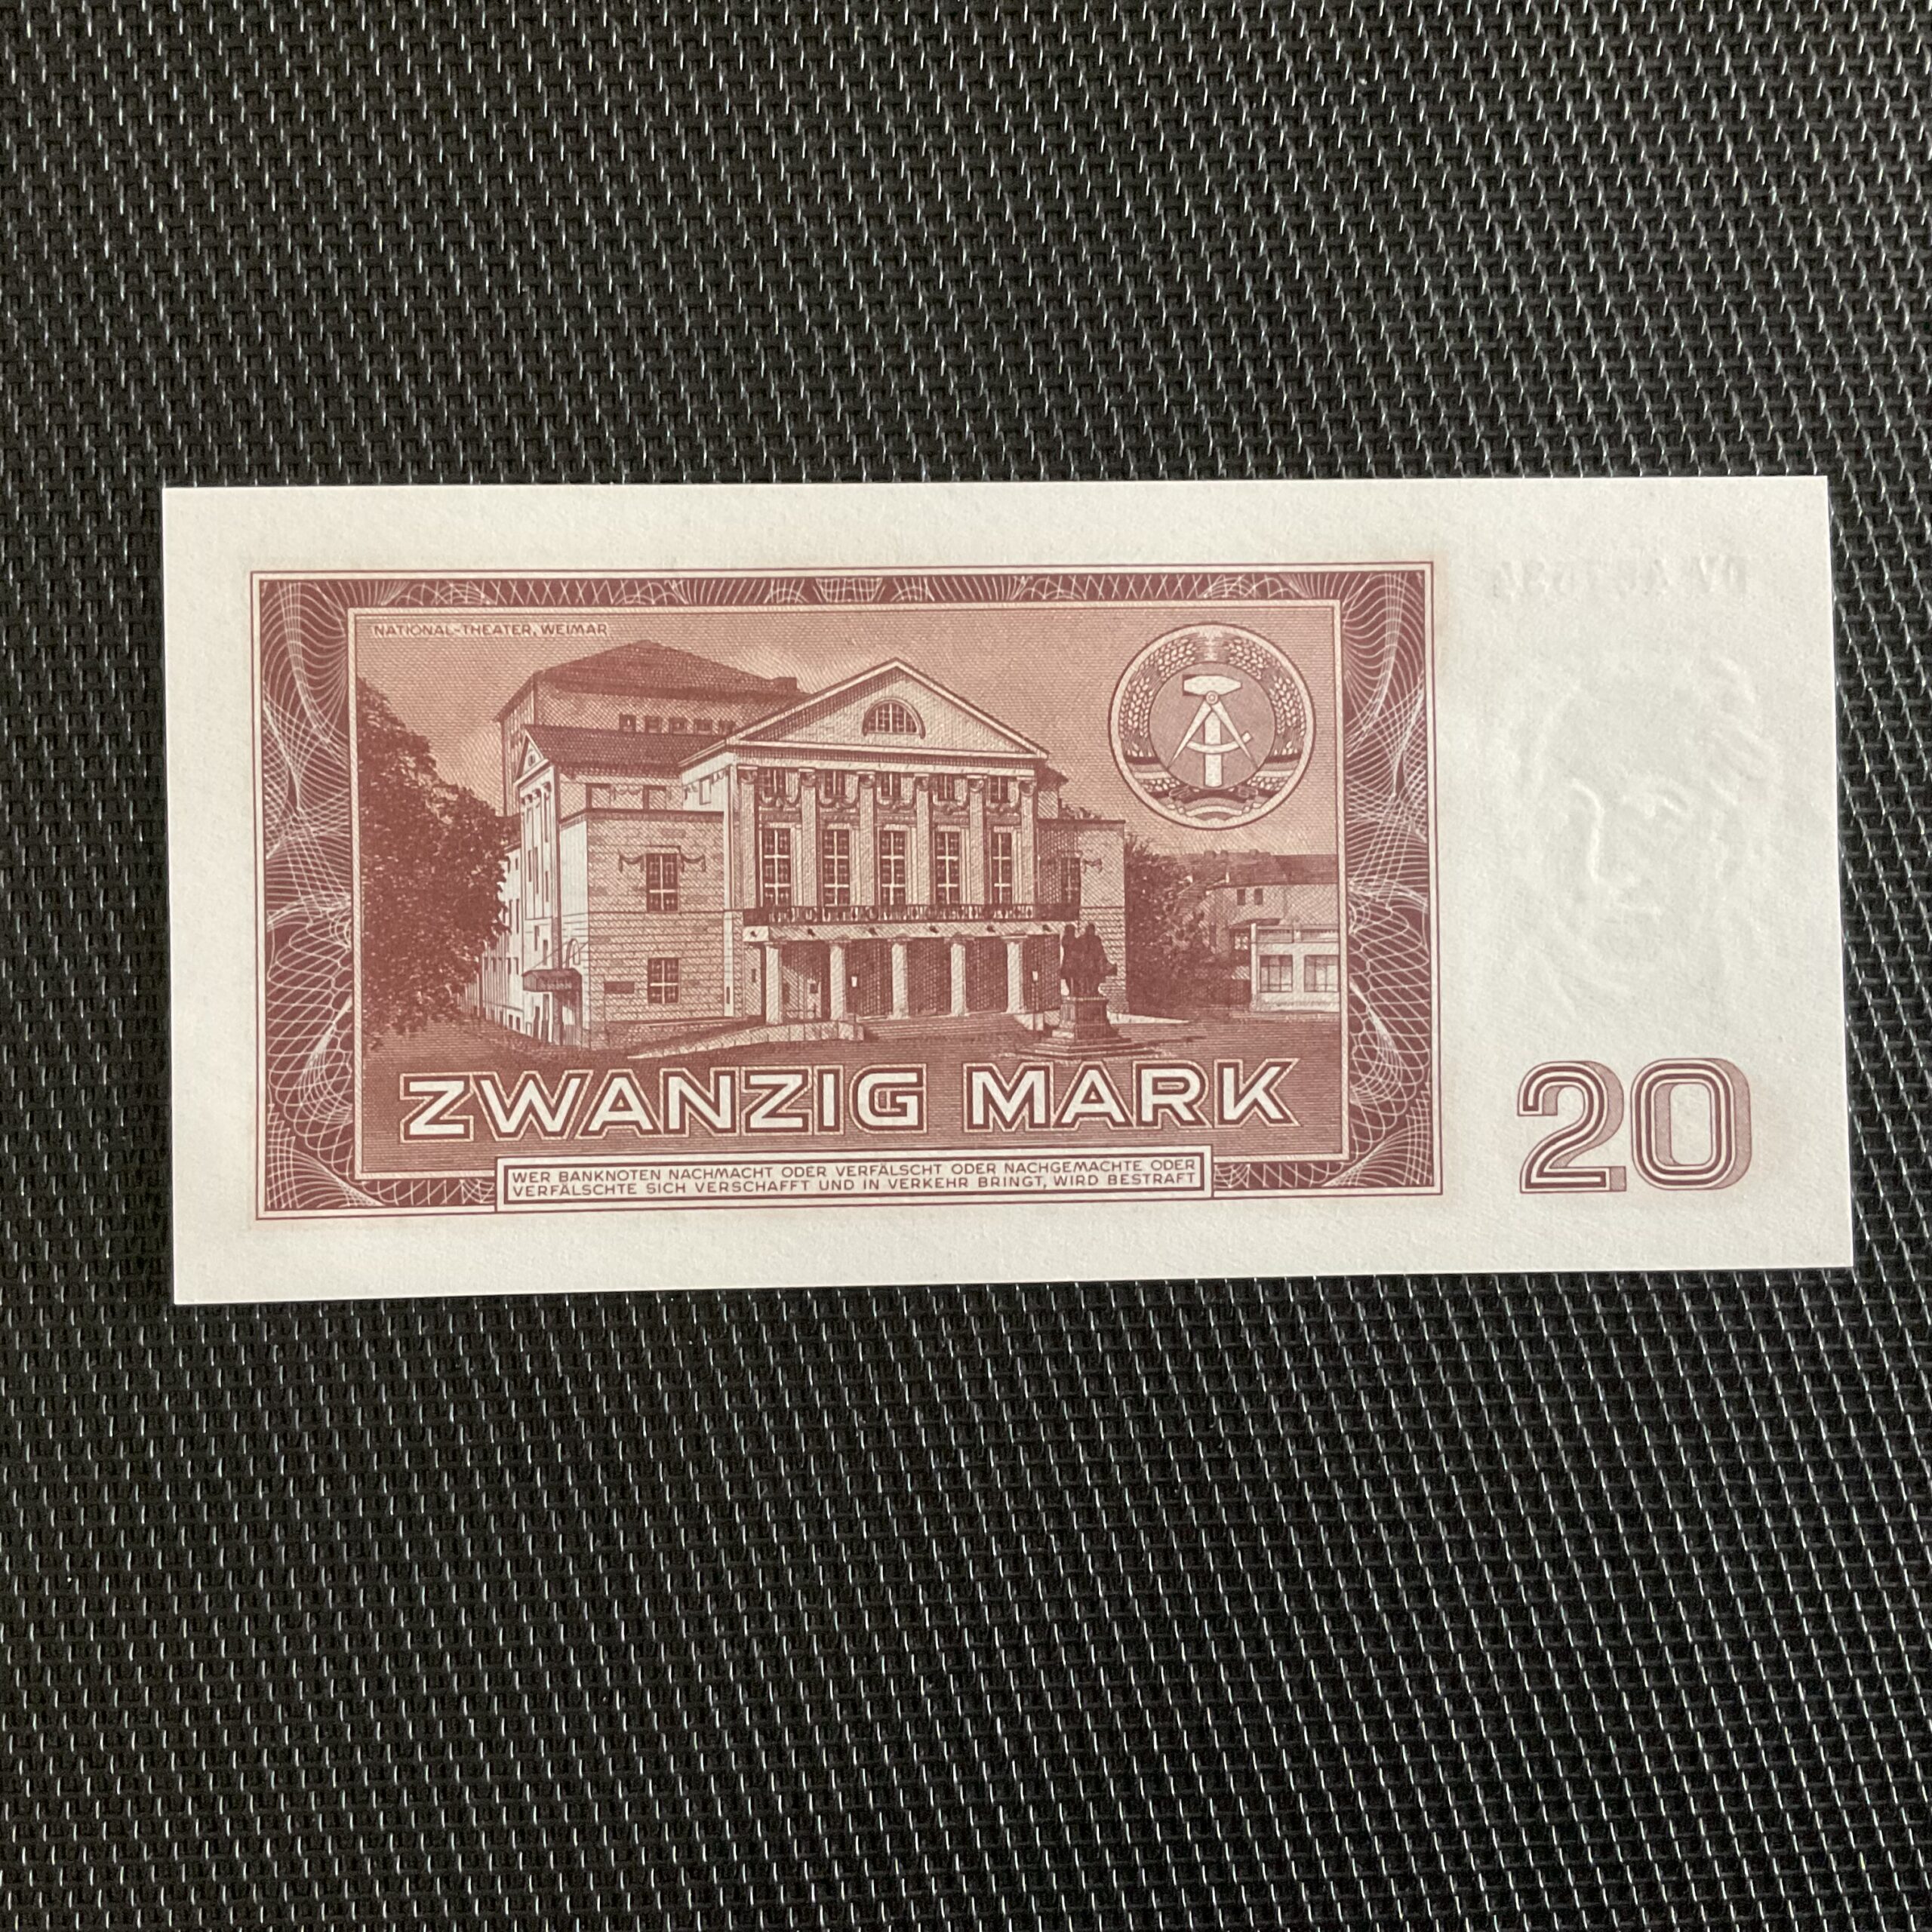 NATIONAL-THEATER, WEIMAR
ZWANZIG MARK
WER BANKNOTEN NACHMACHT ODER VERFÄLSCHT ODER NACHGEMACHTE ODER
VERFÄLSCHTE SICH VERSCHAFFT UND IN VERKEHR BRINGT, WIRD BESTRAFT
20